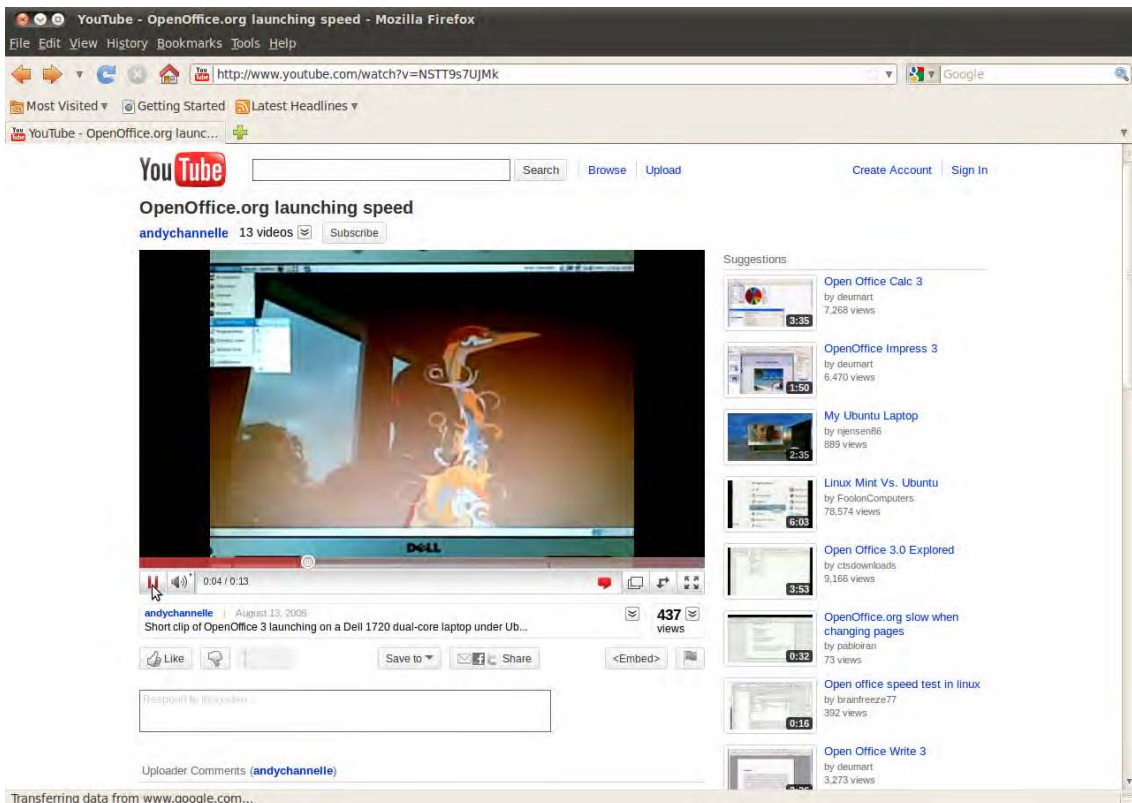 YouTube - OpenOffice.org launching speed - Mozilla Firefox
File Edit View History Bookmarks Tools Help
http://www.youtube.com/watch?v=NSTT9s7UJMk
Google
Most Visited Getting Started Latest Headlines
YouTube - OpenOffice.org launc...
YouTube
Search Browse Upload Create Account Sign In
OpenOffice.org launching speed
andychannelle 13 videos Subscribe
DELL
0:04 / 0:13
andychannelle August 13, 2008
437
Short clip of OpenOffice 3 launching on a Dell 1720 dual-core laptop under Ub...
views
Like Save to Share <Embed>
Respond to this video...
Uploader Comments (andychannelle)
Suggestions
Open Office Calc 3
by deumart
7,268 views
3:35
OpenOffice Impress 3
by deumart
6,470 views
1:50
My Ubuntu Laptop
by njensen86
889 views
2:35
Linux Mint Vs. Ubuntu
by FoolonComputers
78,574 views
6:03
Open Office 3.0 Explored
by ctsdownloads
9,166 views
3:53
OpenOffice.org slow when
changing pages
by pabloiran
73 views
0:32
Open office speed test in linux
by brainfreeze77
392 views
0:16
Open Office Write 3
by deumart
3,273 views
Transferring data from www.google.com...